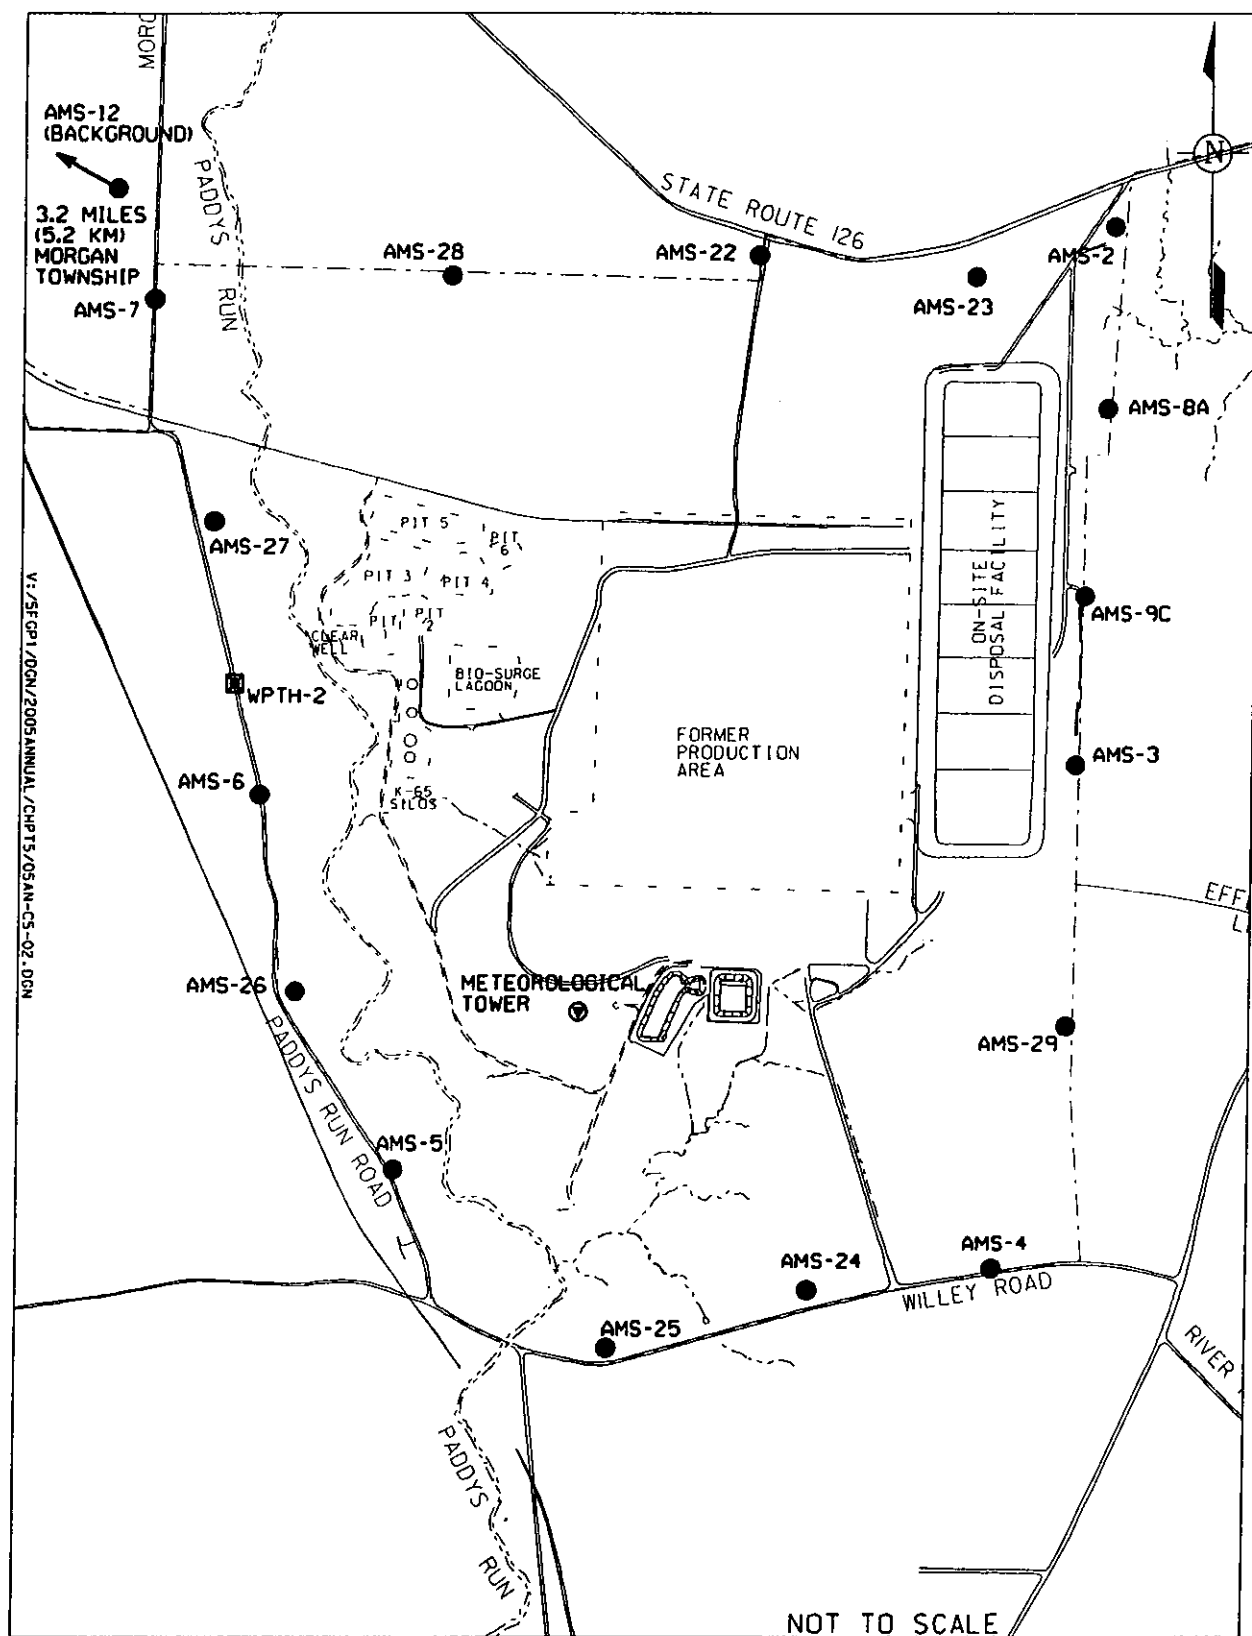 MORG
AMS-12
(BACKGROUND)
3.2 MILES
(5.2 KM)
MORGAN
TOWNSHIP
AMS-7
PADDYS RUN
AMS-28
STATE ROUTE 126
AMS-22
AMS-2
AMS-23
N
AMS-8A
AMS-27
PIT 5
PIT
6
PIT 3
PIT 4
PIT 1
PIT
2
CLEAR
WELL
BIO-SURGE
LAGOON
ON-SITE
DISPOSAL FACILITY
AMS-9C
WPTH-2
FORMER
PRODUCTION
AREA
AMS-3
AMS-6
K-65
SILOS
EFF
L
V:/SFGP1/DGN/2005ANNUAL/CHPT5/05AN-C5-02.DGN
AMS-26
METEOROLOGICAL
TOWER
AMS-29
PADDYS RUN ROAD
AMS-5
AMS-24
AMS-4
WILLEY ROAD
AMS-25
RIVER
PADDYS RUN
NOT TO SCALE